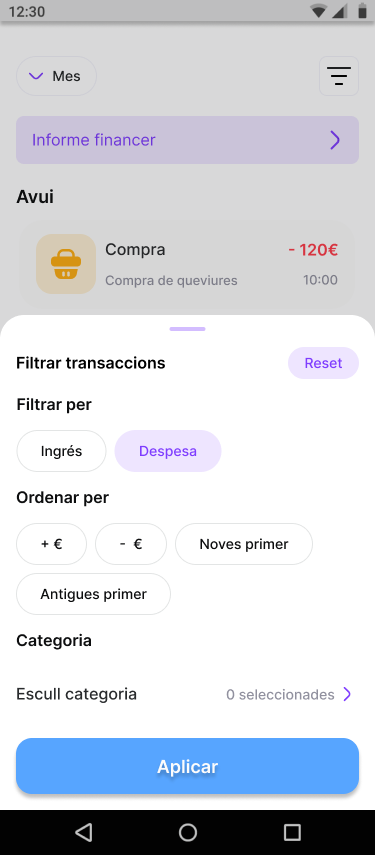 12:30
Mes
Informe financer
Avui
Compra - 120€
Compra de queviures 10:00
Filtrar transaccions Reset
Filtrar per
Ingrés Despesa
Ordenar per
+ € - € Noves primer
Antigues primer
Categoria
Escull categoria 0 seleccionades
Aplicar